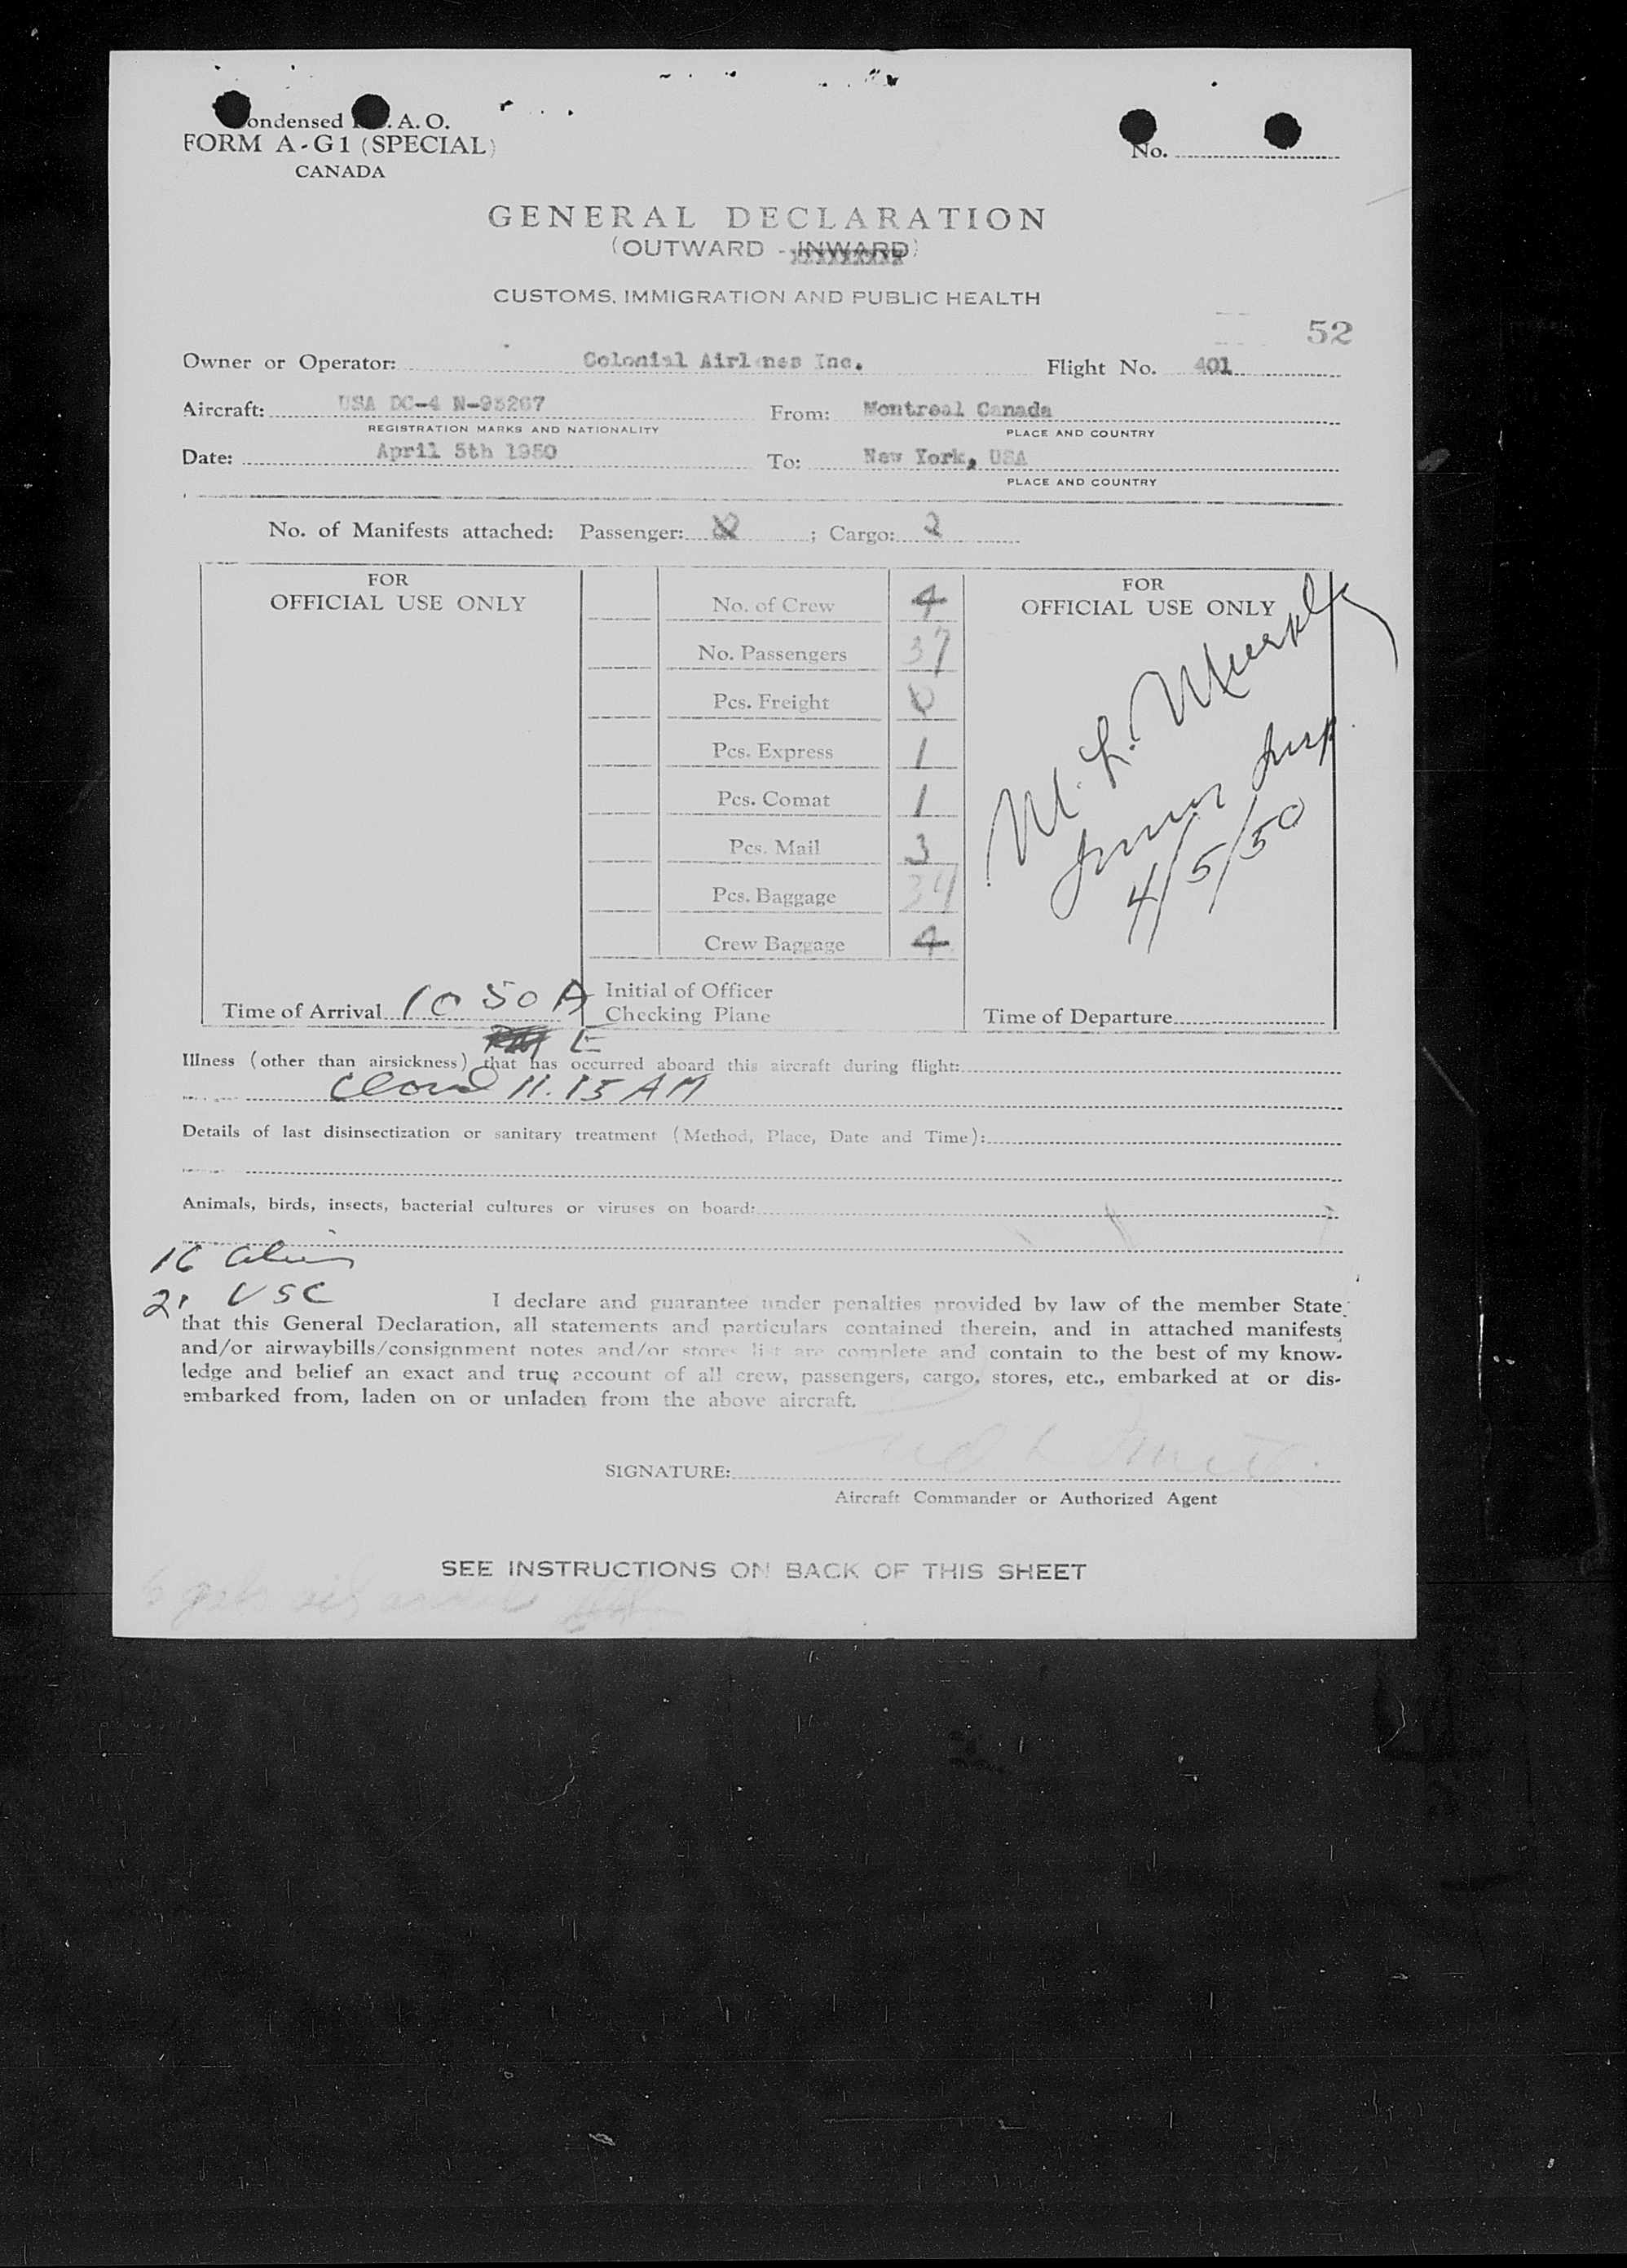 ondensed I. . A. O.
FORM A-G1 (SPECIAL)
CANADA
No.
GENERAL DECLARATION
(OUTWARD - INWARD)
CUSTOMS, IMMIGRATION AND PUBLIC HEALTH
52
Owner or Operator: Colonial Airlines Inc. Flight No. 401
Aircraft: USA DC-4 N-93267 From: Montreal Canada
REGISTRATION MARKS AND NATIONALITY PLACE AND COUNTRY
Date: April 5th 1950 To: New York, USA
PLACE AND COUNTRY
No. of Manifests attached: Passenger: ; Cargo: 2
FOR
OFFICIAL USE ONLY
No. of Crew 4
No. Passengers 37
Pcs. Freight 0
Pcs. Express 1
Pcs. Comat 1
Pcs. Mail 3
Pcs. Baggage 34
Crew Baggage 4
FOR
OFFICIAL USE ONLY
M. L. Murphy
Immn Insp.
4/5/50
Time of Arrival 10 50 A
Initial of Officer
Checking Plane
Time of Departure
E
Illness (other than airsickness) that has occurred aboard this aircraft during flight:
11.15 AM
Details of last disinsectization or sanitary treatment (Method, Place, Date and Time):
Animals, birds, insects, bacterial cultures or viruses on board:
16 alien
21 USC
I declare and guarantee under penalties provided by law of the member State
that this General Declaration, all statements and particulars contained therein, and in attached manifests
and/or airwaybills/consignment notes and/or stores list are complete and contain to the best of my know-
ledge and belief an exact and true account of all crew, passengers, cargo, stores, etc., embarked at or dis-
embarked from, laden on or unladen from the above aircraft.
SIGNATURE:
Aircraft Commander or Authorized Agent
SEE INSTRUCTIONS ON BACK OF THIS SHEET